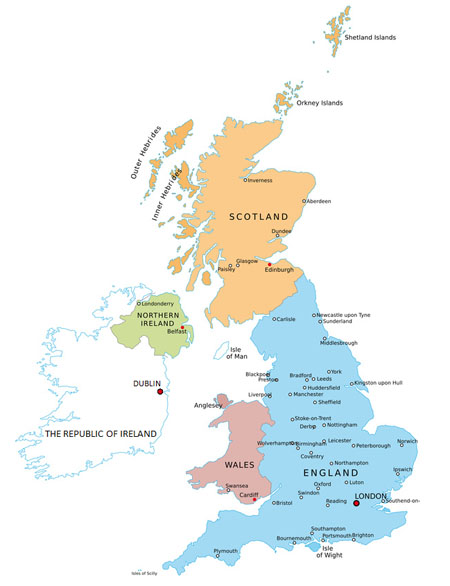 Shetland Islands
Orkney Islands
Outer Hebrides
Inner Hebrides
Inverness
Aberdeen
SCOTLAND
Dundee
Glasgow
Paisley
Edinburgh
Londonderry
NORTHERN
IRELAND
Belfast
Carlisle
Newcastle upon Tyne
Sunderland
Middlesbrough
Isle
of Man
DUBLIN
THE REPUBLIC OF IRELAND
Blackpool
Preston
Bradford
York
Leeds
Kingston upon Hull
Huddersfield
Liverpool
Manchester
Sheffield
Anglesey
Stoke-on-Trent
Derby
Nottingham
Wolverhampton
Birmingham
Leicester
Peterborough
Norwich
Coventry
WALES
Northampton
ENGLAND
Ipswich
Swansea
Cardiff
Oxford
Luton
Swindon
Bristol
Reading
LONDON
Southend-on-
Southampton
Bournemouth
Portsmouth
Brighton
Isle
of Wight
Plymouth
Isles of Scilly